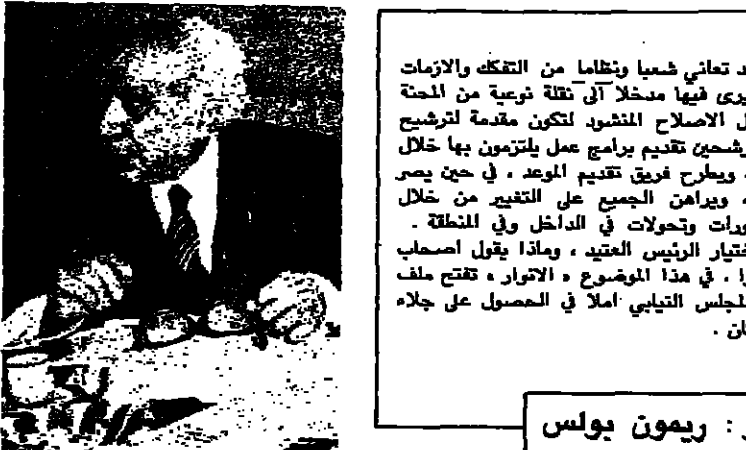 د تعاني شعبا ونظاما من التفكك والازمات
يرى فيها مدخلا الى نقلة نوعية من المحنة
ل الاصلاح المنشود لتكون مقدمة لترشيح
رشحين تقديم برامج عمل يلتزمون بها خلال
، ويطرح فريق تقديم الموعد ، في حين يصر
، ويراهن الجميع على التغيير من خلال
ورات وتحولات في الداخل وفي المنطقة .
ختيار الرئيس العتيد ، وماذا يقول اصحاب
ا . في هذا الموضوع « الانوار » تفتح ملف
لمجلس النيابي املا في الحصول على جلاء
ان .
ر : ريمون بولس